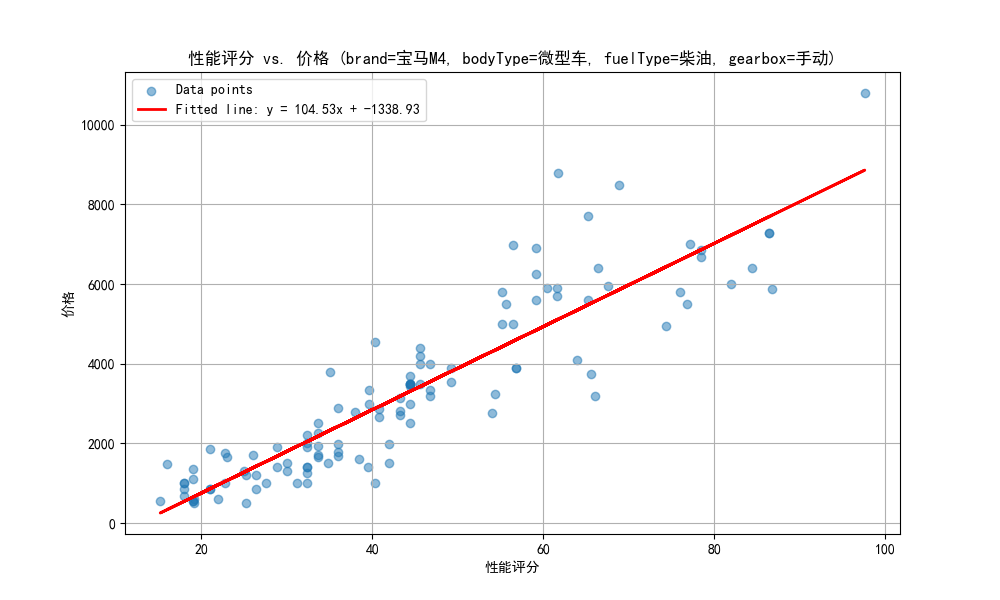 性能评分 vs. 价格 (brand=宝马M4, bodyType=微型车, fuelType=柴油, gearbox=手动)
Data points
Fitted line: y = 104.53x + -1338.93
价格
10000
8000
6000
4000
2000
0
20 40 60 80 100
性能评分